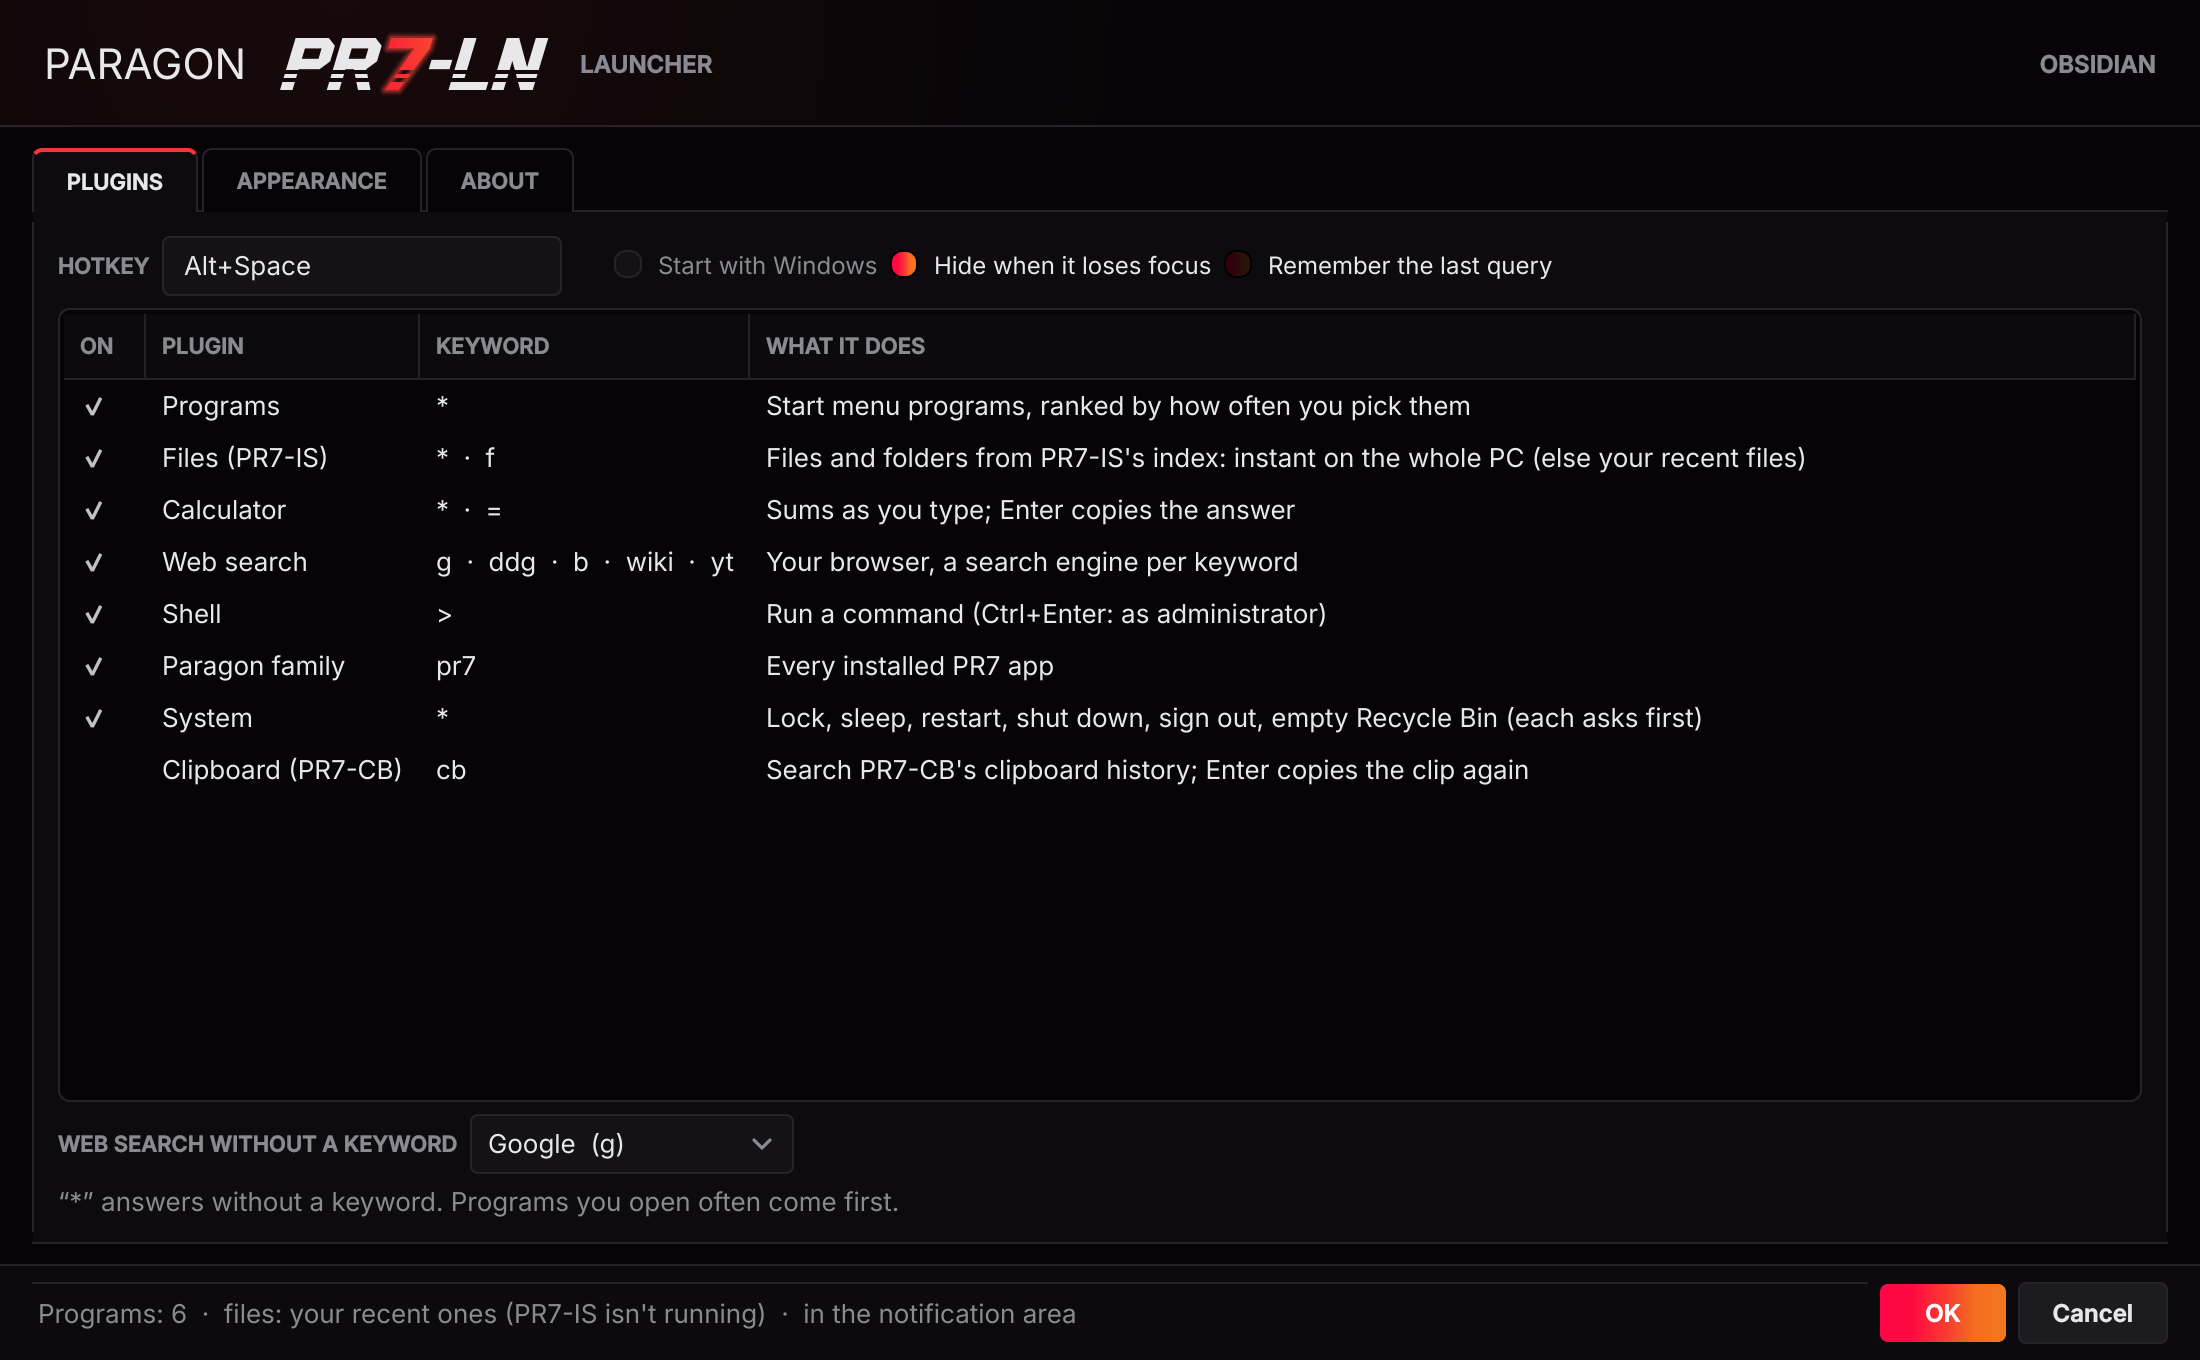 PARAGON PR7-LN LAUNCHER OBSIDIAN
PLUGINS APPEARANCE ABOUT
HOTKEY Alt+Space Start with Windows Hide when it loses focus Remember the last query
ON PLUGIN KEYWORD WHAT IT DOES
✓ Programs * Start menu programs, ranked by how often you pick them
✓ Files (PR7-IS) * · f Files and folders from PR7-IS's index: instant on the whole PC (else your recent files)
✓ Calculator * · = Sums as you type; Enter copies the answer
✓ Web search g · ddg · b · wiki · yt Your browser, a search engine per keyword
✓ Shell > Run a command (Ctrl+Enter: as administrator)
✓ Paragon family pr7 Every installed PR7 app
✓ System * Lock, sleep, restart, shut down, sign out, empty Recycle Bin (each asks first)
Clipboard (PR7-CB) cb Search PR7-CB's clipboard history; Enter copies the clip again
WEB SEARCH WITHOUT A KEYWORD Google (g)
“*” answers without a keyword. Programs you open often come first.
Programs: 6 · files: your recent ones (PR7-IS isn't running) · in the notification area OK Cancel